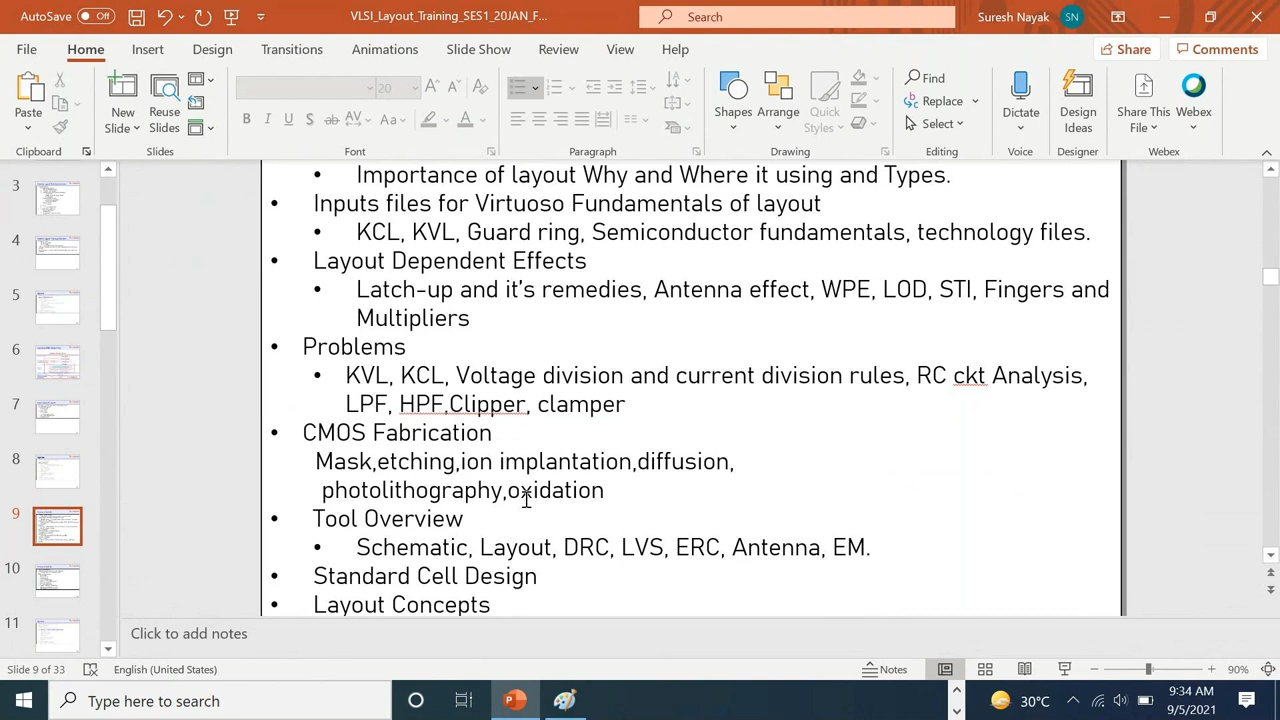 AutoSave Off
VLSI_Layout_Training_SES1_20JAN_F...
Search
Suresh Nayak SN
File Home Insert Design Transitions Animations Slide Show Review View Help
Share Comments
Paste
New Slide
Reuse Slides
20
Shapes
Arrange
Quick Styles
Find
Replace
Select
Dictate
Design Ideas
Share This File
Webex
Clipboard Slides Font Paragraph Drawing Editing Voice Designer Webex
• Importance of layout Why and Where it using and Types.
• Inputs files for Virtuoso Fundamentals of layout
• KCL, KVL, Guard ring, Semiconductor fundamentals, technology files.
• Layout Dependent Effects
• Latch-up and it's remedies, Antenna effect, WPE, LOD, STI, Fingers and
Multipliers
• Problems
• KVL, KCL, Voltage division and current division rules, RC ckt Analysis,
LPF, HPF,Clipper, clamper
• CMOS Fabrication
Mask,etching,ion implantation,diffusion,
photolithography,oxidation
• Tool Overview
• Schematic, Layout, DRC, LVS, ERC, Antenna, EM.
• Standard Cell Design
• Layout Concepts
3
5
6
7
8
9
10
11
Click to add notes
Slide 9 of 33 English (United States) Notes 90%
Type here to search
30°C
9:34 AM
9/5/2021